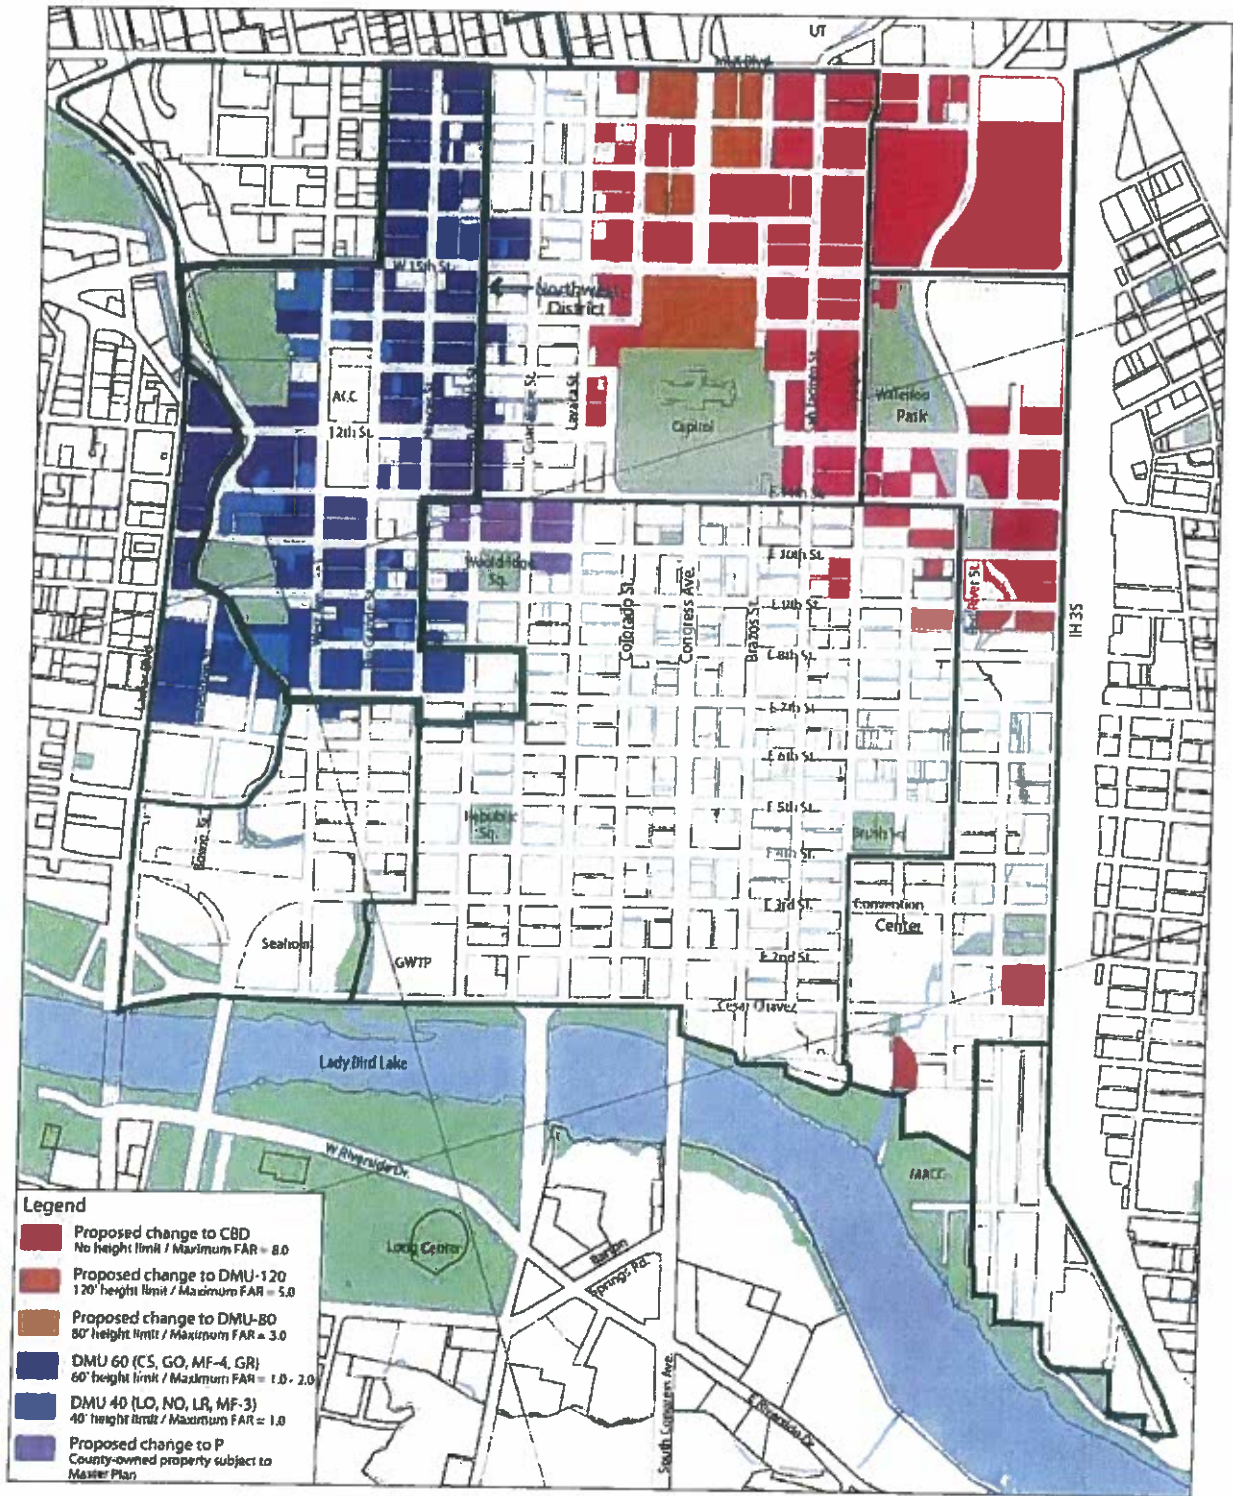 UT
MLK Blvd.
W 15th St.
Northwest
District
ACC
12th St.
Guadalupe St.
Lavaca St.
Capitol
Waterloo
Park
E 11th St.
E 10th St.
Wooldridge
Sq.
Colorado St.
Congress Ave.
Brazos St.
Red River St.
IH 35
E 8th St.
E 7th St.
E 6th St.
E 5th St.
Republic
Sq.
Brush Sq.
E 4th St.
E 3rd St.
Convention
Center
Bowie St.
Seaholm
GWTP
E 2nd St.
Cesar Chavez
Lady Bird Lake
W Riverside Dr.
MACC
Long Center
Barton
Springs Rd.
South Congress Ave.
E Riverside Dr.
Legend
Proposed change to CBD
No height limit / Maximum FAR = 8.0
Proposed change to DMU-120
120' height limit / Maximum FAR = 5.0
Proposed change to DMU-80
80' height limit / Maximum FAR = 3.0
DMU 60 (CS, GO, MF-4, GR)
60' height limit / Maximum FAR = 1.0 - 2.0
DMU 40 (LO, NO, LR, MF-3)
40' height limit / Maximum FAR = 1.0
Proposed change to P
County-owned property subject to
Master Plan